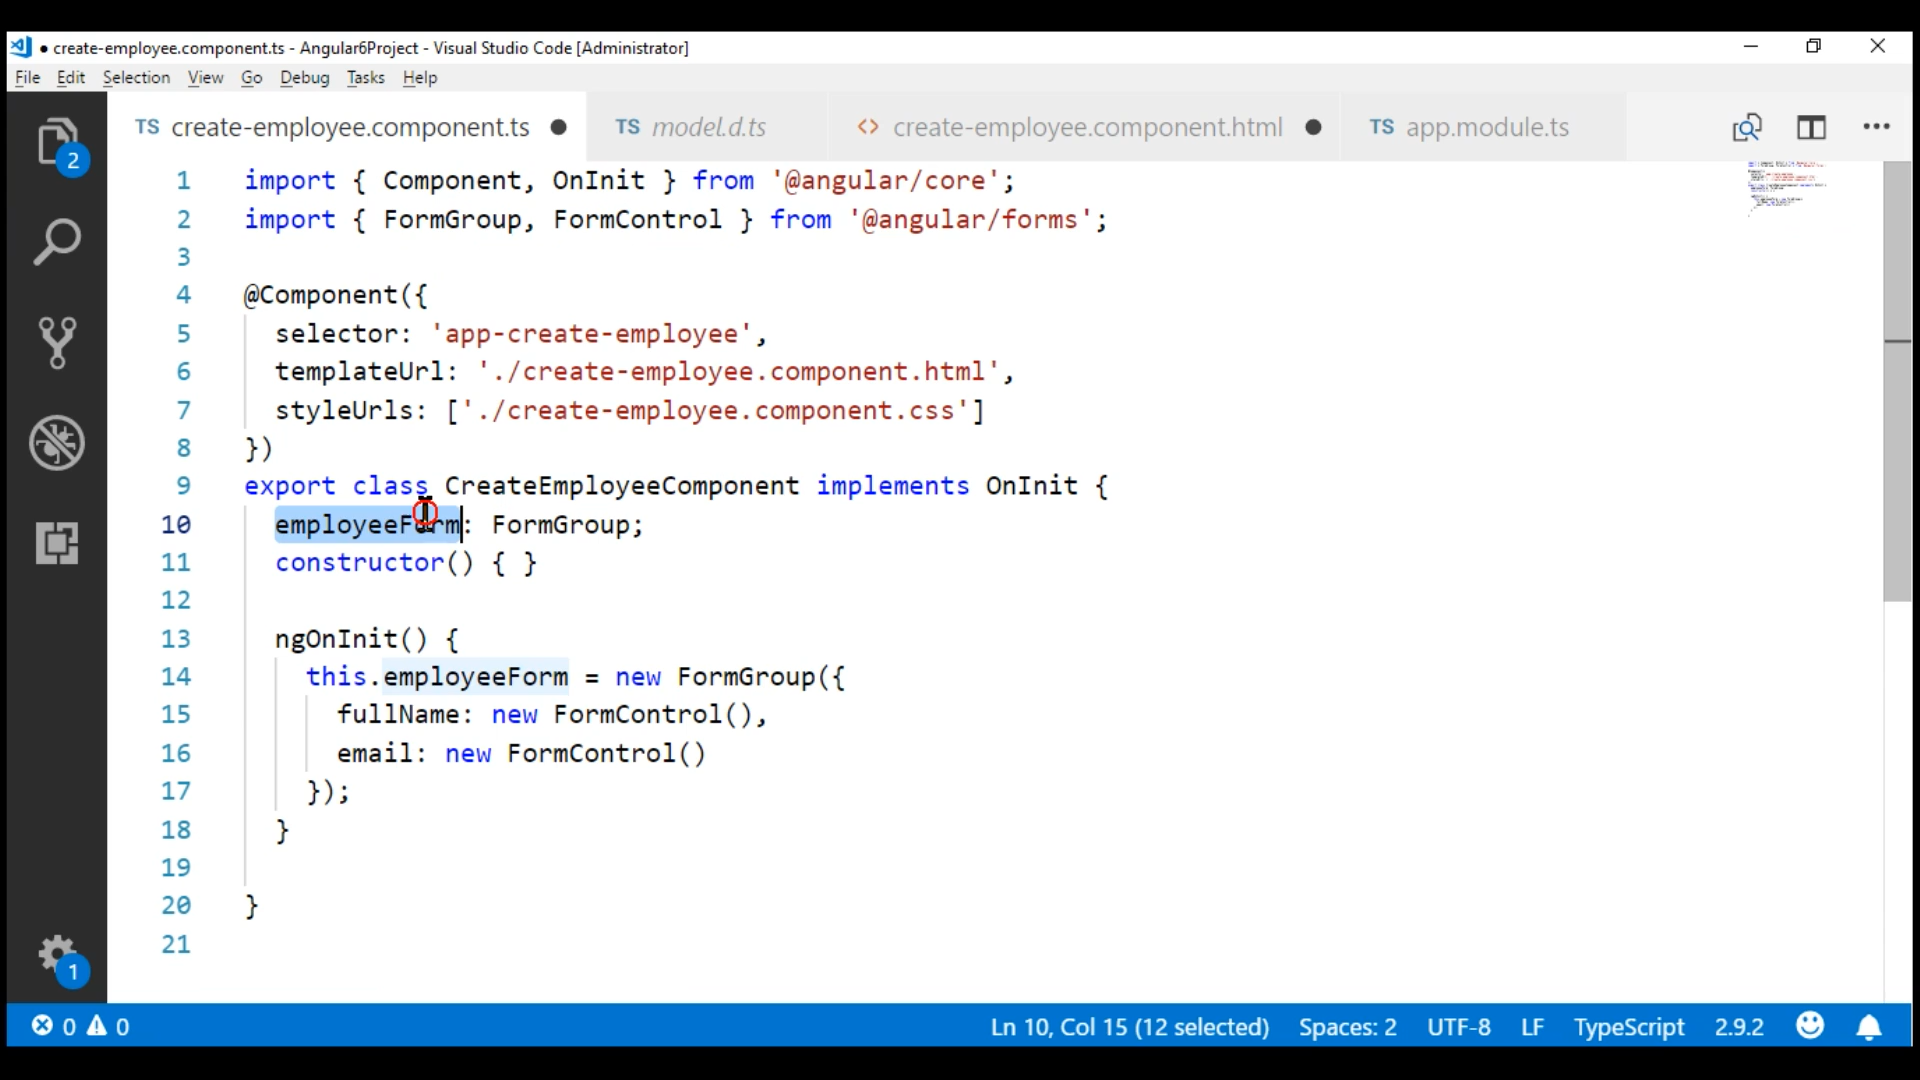 ● create-employee.component.ts - Angular6Project - Visual Studio Code [Administrator]
File Edit Selection View Go Debug Tasks Help
TS create-employee.component.ts ● TS model.d.ts <> create-employee.component.html ● TS app.module.ts
1 import { Component, OnInit } from '@angular/core';
2 import { FormGroup, FormControl } from '@angular/forms';
3
4 @Component({
5 selector: 'app-create-employee',
6 templateUrl: './create-employee.component.html',
7 styleUrls: ['./create-employee.component.css']
8 })
9 export class CreateEmployeeComponent implements OnInit {
10 employeeForm: FormGroup;
11 constructor() { }
12
13 ngOnInit() {
14 this.employeeForm = new FormGroup({
15 fullName: new FormControl(),
16 email: new FormControl()
17 });
18 }
19
20 }
21
2
1
0 0 Ln 10, Col 15 (12 selected) Spaces: 2 UTF-8 LF TypeScript 2.9.2